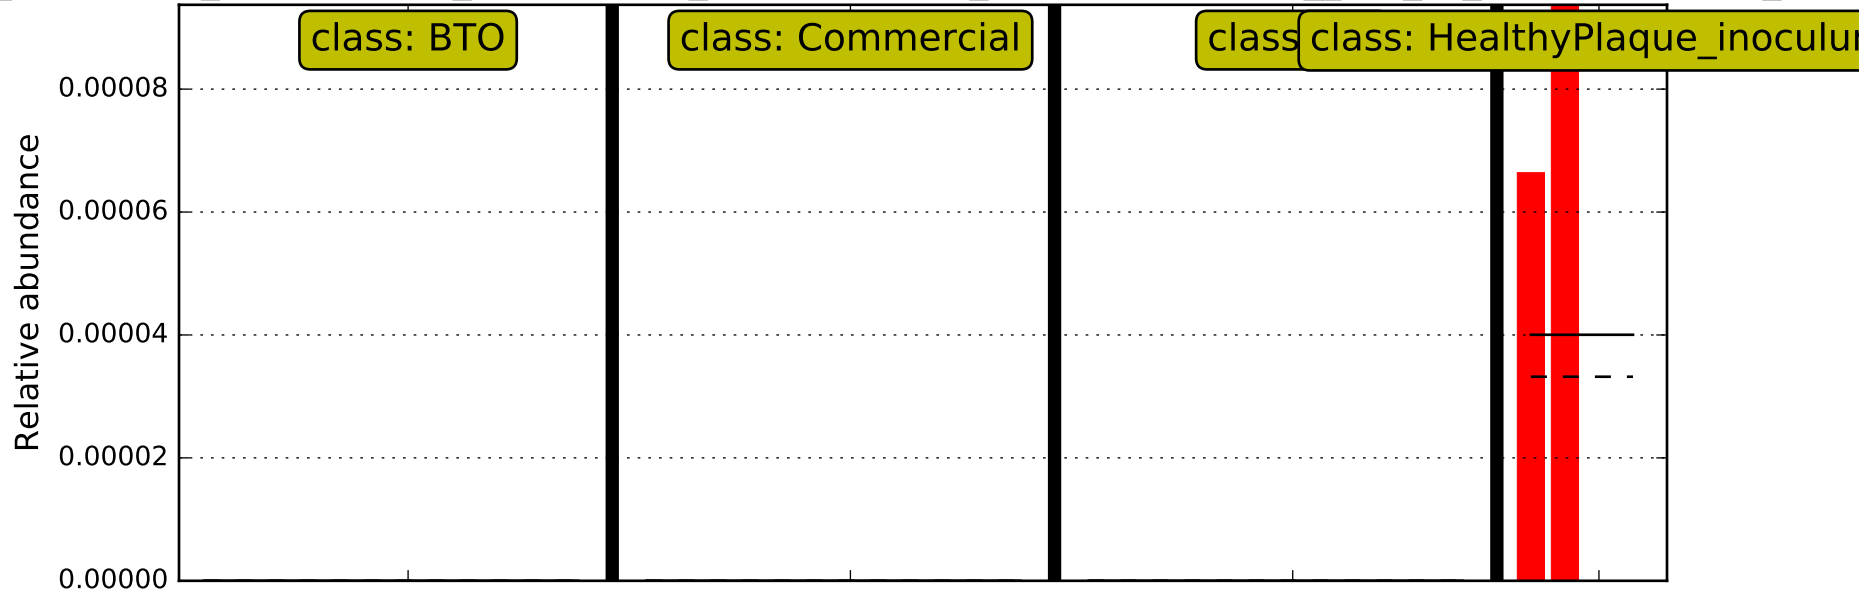 class: BTO
class: Commercial
class
class: HealthyPlaque_inoculu
0.00008
0.00006
0.00004
0.00002
0.00000
Relative abundance